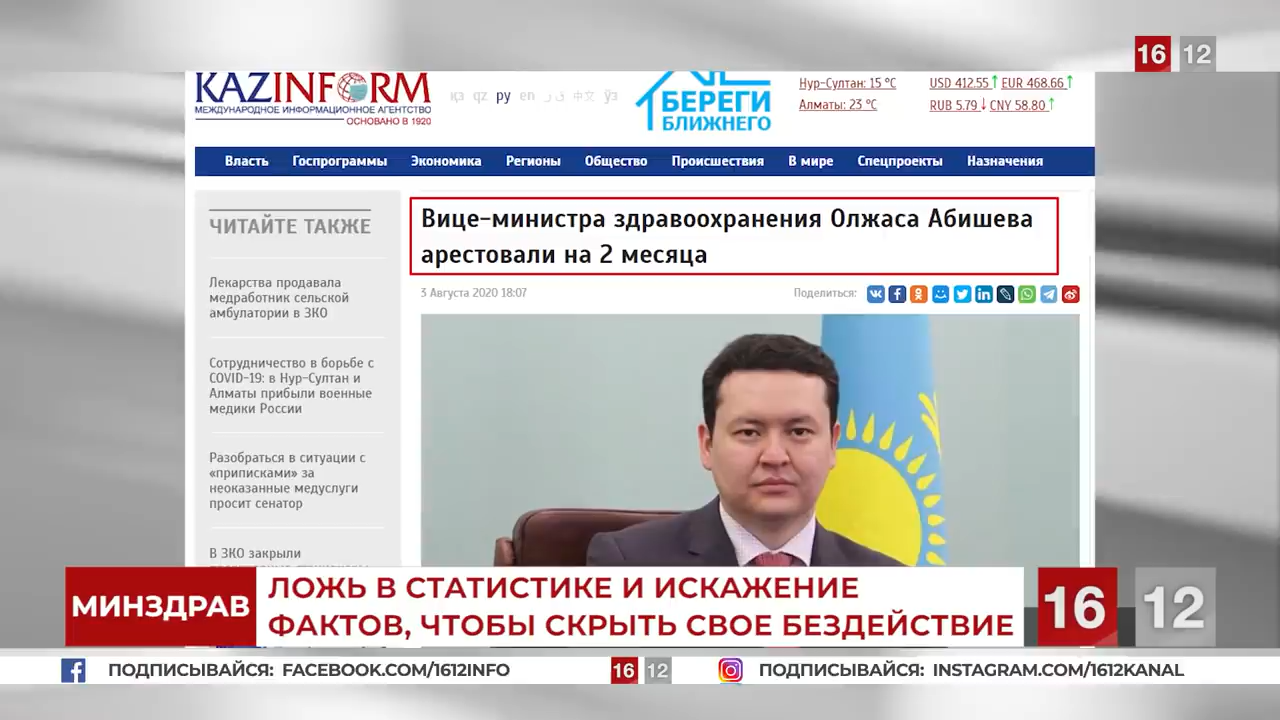 16 12
KAZINFORM
МЕЖДУНАРОДНОЕ ИНФОРМАЦИОННОЕ АГЕНТСТВО
ОСНОВАНО В 1920
қз qz ру en ق ز 中文 ўз
БЕРЕГИ
БЛИЖНЕГО
Нур-Султан: 15 °C
Алматы: 23 °C
USD 412.55↑ EUR 468.66↑
RUB 5.79↓ CNY 58.80↑
Власть Госпрограммы Экономика Регионы Общество Происшествия В мире Спецпроекты Назначения
ЧИТАЙТЕ ТАКЖЕ
Лекарства продавала
медработник сельской
амбулатории в ЗКО
Сотрудничество в борьбе с
COVID-19: в Нур-Султан и
Алматы прибыли военные
медики России
Разобраться в ситуации с
«приписками» за
неоказанные медуслуги
просит сенатор
В ЗКО закрыли
Вице-министра здравоохранения Олжаса Абишева
арестовали на 2 месяца
3 Августа 2020 18:07
Поделиться:
МИНЗДРАВ
ЛОЖЬ В СТАТИСТИКЕ И ИСКАЖЕНИЕ
ФАКТОВ, ЧТОБЫ СКРЫТЬ СВОЕ БЕЗДЕЙСТВИЕ
16 12
ПОДПИСЫВАЙСЯ: FACEBOOK.COM/1612INFO
16 12
ПОДПИСЫВАЙСЯ: INSTAGRAM.COM/1612KANAL